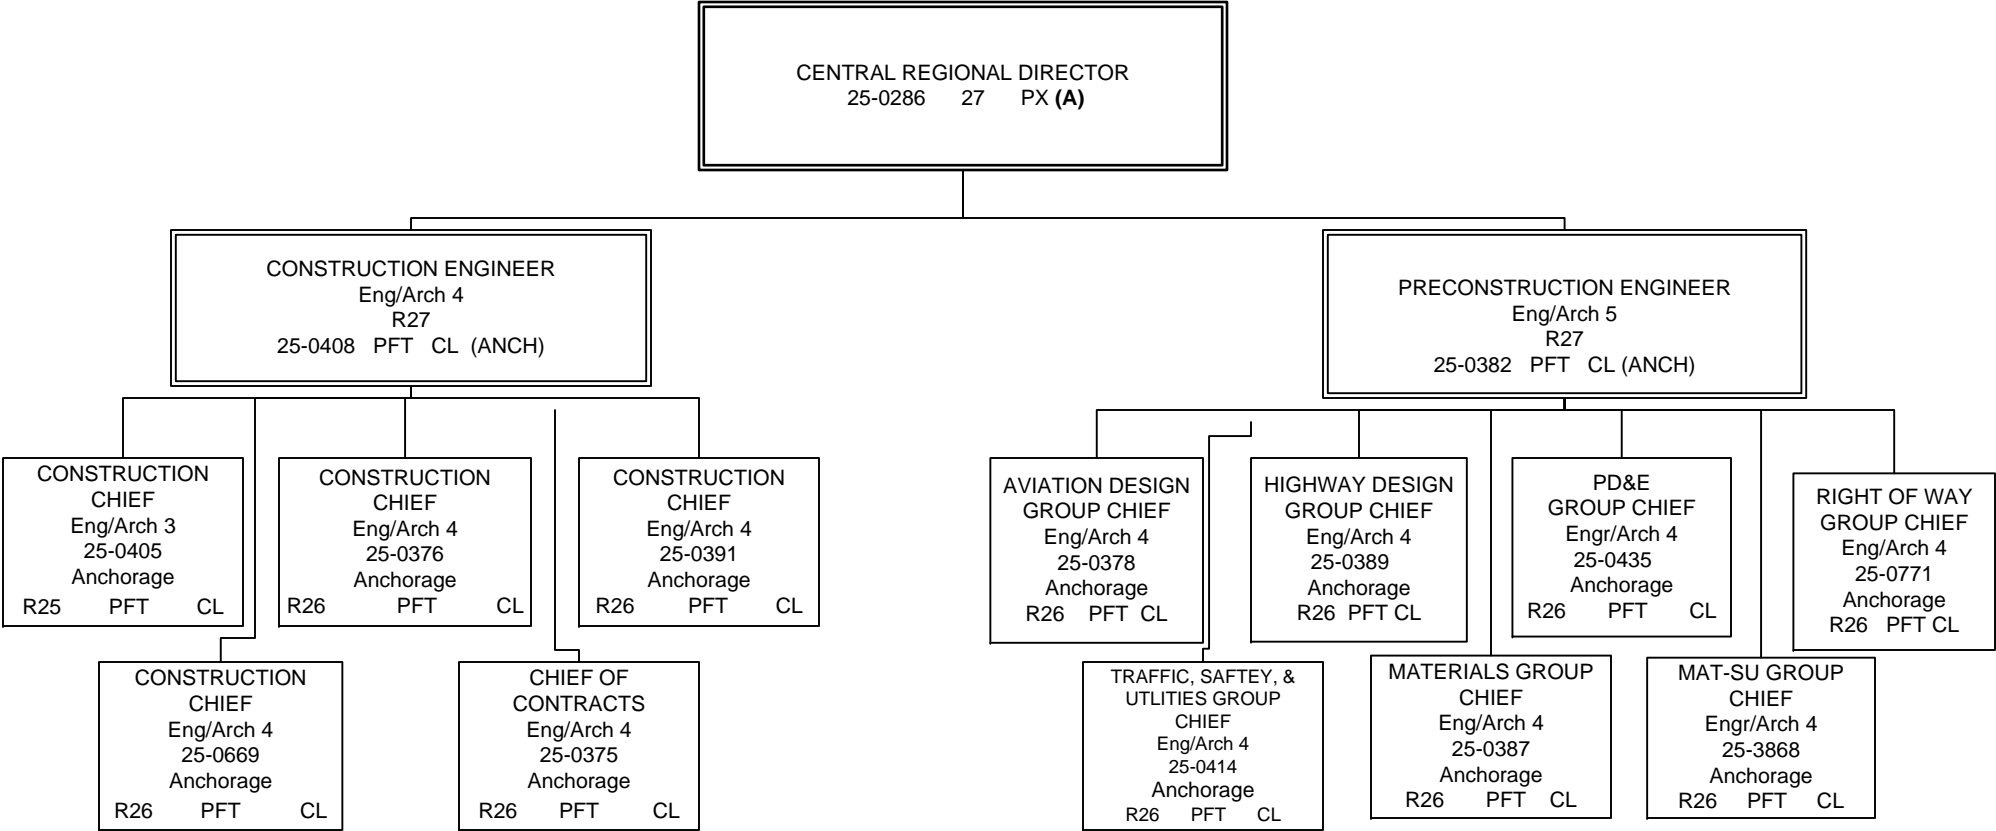 CENTRAL REGIONAL DIRECTOR
25-0286 27 PX (A)
CONSTRUCTION ENGINEER
Eng/Arch 4
R27
25-0408 PFT CL (ANCH)
PRECONSTRUCTION ENGINEER
Eng/Arch 5
R27
25-0382 PFT CL (ANCH)
CONSTRUCTION
CHIEF
Eng/Arch 3
25-0405
Anchorage
R25 PFT CL
CONSTRUCTION
CHIEF
Eng/Arch 4
25-0376
Anchorage
R26 PFT CL
CONSTRUCTION
CHIEF
Eng/Arch 4
25-0391
Anchorage
R26 PFT CL
AVIATION DESIGN
GROUP CHIEF
Eng/Arch 4
25-0378
Anchorage
R26 PFT CL
HIGHWAY DESIGN
GROUP CHIEF
Eng/Arch 4
25-0389
Anchorage
R26 PFT CL
PD&E
GROUP CHIEF
Engr/Arch 4
25-0435
Anchorage
R26 PFT CL
RIGHT OF WAY
GROUP CHIEF
Eng/Arch 4
25-0771
Anchorage
R26 PFT CL
CONSTRUCTION
CHIEF
Eng/Arch 4
25-0669
Anchorage
R26 PFT CL
CHIEF OF
CONTRACTS
Eng/Arch 4
25-0375
Anchorage
R26 PFT CL
TRAFFIC, SAFTEY, &
UTLITIES GROUP
CHIEF
Eng/Arch 4
25-0414
Anchorage
R26 PFT CL
MATERIALS GROUP
CHIEF
Eng/Arch 4
25-0387
Anchorage
R26 PFT CL
MAT-SU GROUP
CHIEF
Engr/Arch 4
25-3868
Anchorage
R26 PFT CL